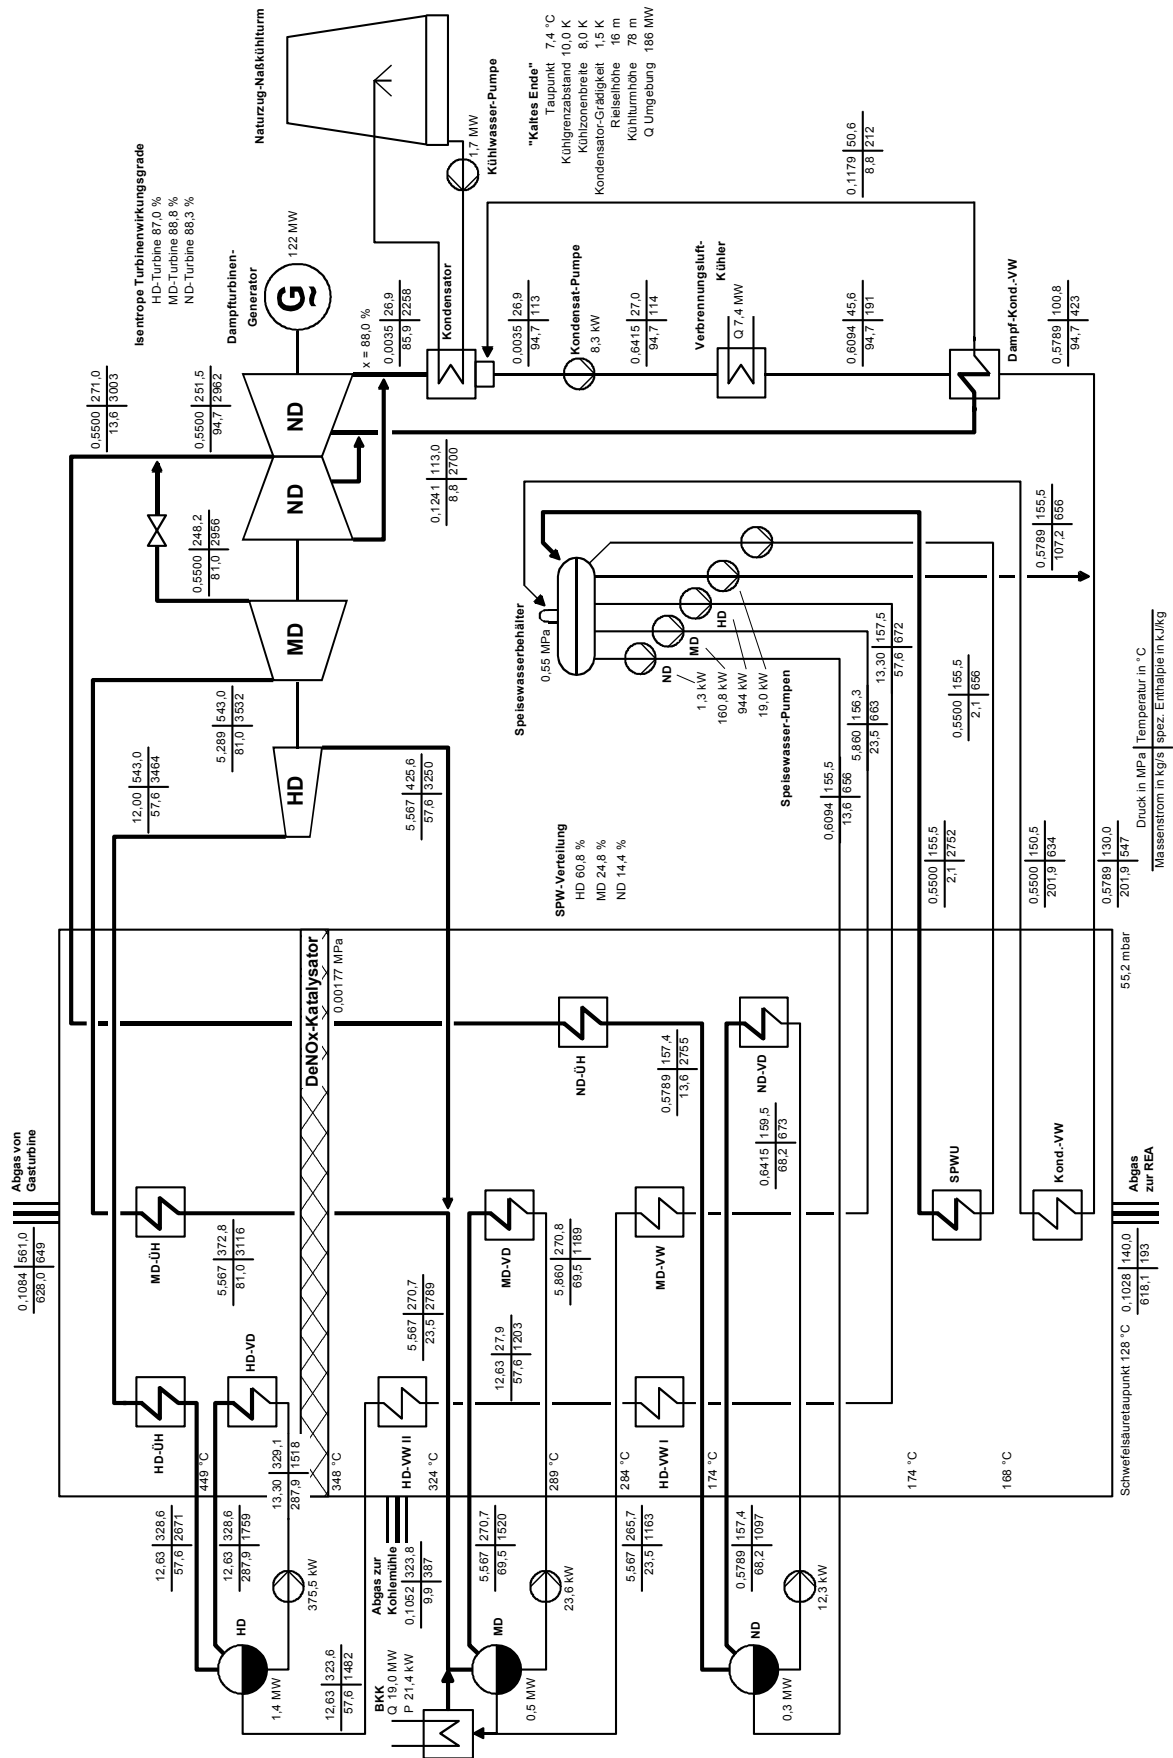 Abgas von
Gasturbine
0,1084 561,0
628,0 649
HD-ÜH
HD-VD
MD-ÜH
449 °C
DeNOx-Katalysator
0,00177 MPa
348 °C
HD-VW II
324 °C
MD-VD
289 °C
ND-ÜH
284 °C
HD-VW I
MD-VW
174 °C
ND-VD
174 °C
SPWU
168 °C
Kond.-VW
Schwefelsäuretaupunkt 128 °C
55,2 mbar
Abgas
zur REA
0,1028 140,0
618,1 193
12,63 328,6
57,6 2671
12,63 328,6
287,9 1759
13,30 329,1
287,9 1518
HD
375,5 kW
1,4 MW
12,63 323,6
57,6 1482
Abgas zur
Kohlemühle
0,1052 323,8
9,9 387
BKK
Q 19,0 MW
P 21,4 kW
5,567 270,7
69,5 1520
MD
23,6 kW
0,5 MW
5,567 265,7
23,5 1163
0,5789 157,4
68,2 1097
ND
12,3 kW
0,3 MW
5,567 372,8
81,0 3116
5,567 270,7
23,5 2789
12,63 27,9
57,6 1203
5,860 270,8
69,5 1189
0,5789 157,4
13,6 2755
0,6415 159,5
68,2 673
12,00 543,0
57,6 3464
5,289 543,0
81,0 3532
5,567 425,6
57,6 3250
HD
MD
ND
ND
0,5500 248,2
81,0 2956
0,5500 271,0
13,6 3003
0,5500 251,5
94,7 2962
Isentrope Turbinenwirkungsgrade
HD-Turbine 87,0 %
MD-Turbine 88,8 %
ND-Turbine 88,3 %
Dampfturbinen-
Generator
G
122 MW
x = 88,0 %
0,0035 26,9
85,9 2258
Kondensator
Naturzug-Naßkühlturm
1,7 MW
Kühlwasser-Pumpe
"Kaltes Ende"
Taupunkt 7,4 °C
Kühlgrenzabstand 10,0 K
Kühlzonenbreite 8,0 K
Kondensator-Grädigkeit 1,5 K
Rieselhöhe 16 m
Kühlturmhöhe 78 m
Q Umgebung 186 MW
0,0035 26,9
94,7 113
Kondensat-Pumpe
8,3 kW
0,6415 27,0
94,7 114
Verbrennungsluft-
Kühler
Q 7,4 MW
0,6094 45,6
94,7 191
Dampf-Kond.-VW
0,5789 100,8
94,7 423
0,1179 50,6
8,8 212
0,1241 113,0
8,8 2700
Speisewasserbehälter
0,55 MPa
ND
MD
HD
1,3 kW
160,8 kW
944 kW
19,0 kW
Speisewasser-Pumpen
SPW-Verteilung
HD 60,8 %
MD 24,8 %
ND 14,4 %
0,6094 155,5
13,6 656
5,860 156,3
23,5 663
13,30 157,5
57,6 672
0,5500 155,5
2,1 656
0,5789 155,5
107,2 656
0,5500 155,5
2,1 2752
0,5500 150,5
201,9 634
0,5789 130,0
201,9 547
Druck in MPa Temperatur in °C
Massenstrom in kg/s spez. Enthalpie in kJ/kg